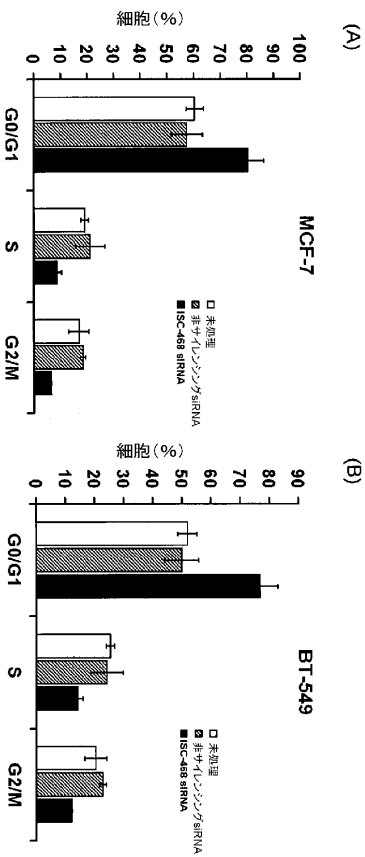 (A)
MCF-7
細胞(%)
100
90
80
70
60
50
40
30
20
10
0
G0/G1
S
G2/M
未処理
非サイレンシングsiRNA
ISC-468 siRNA
(B)
BT-549
細胞(%)
90
80
70
60
50
40
30
20
10
0
G0/G1
S
G2/M
未処理
非サイレンシングsiRNA
ISC-468 siRNA